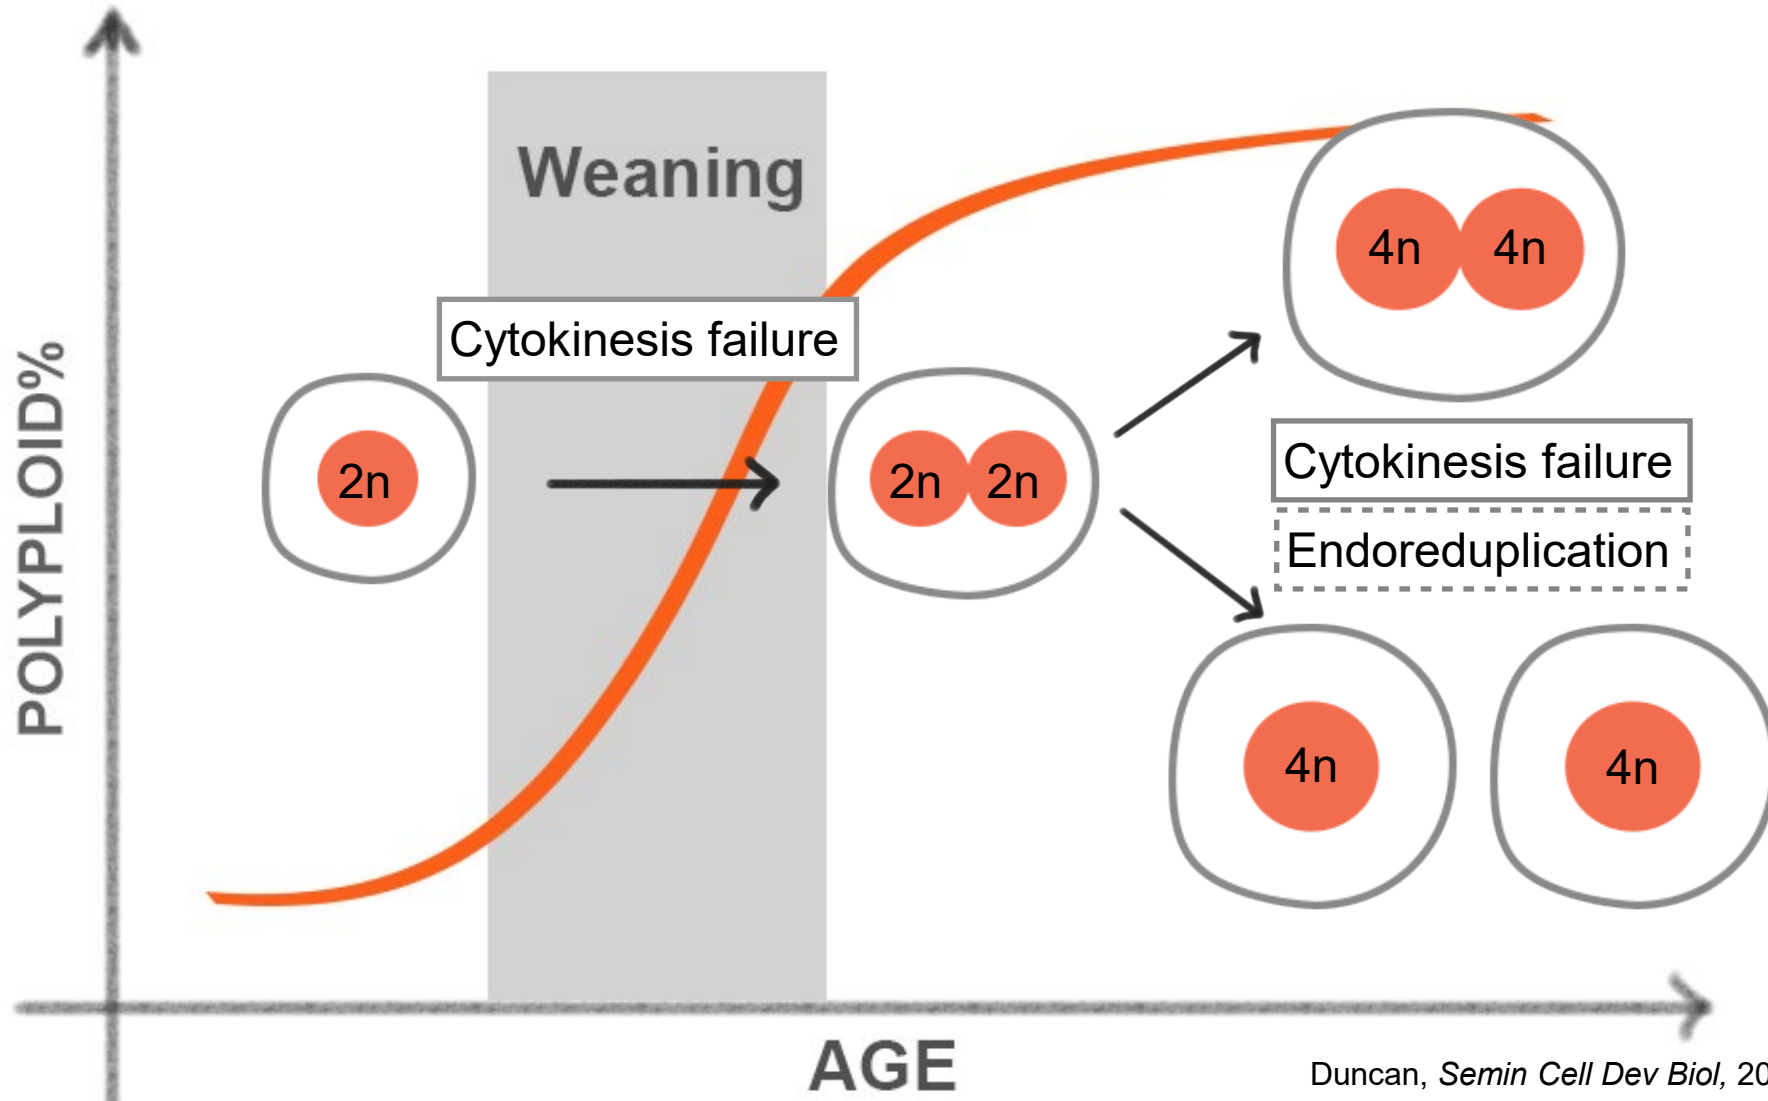 POLYPLOID%
Weaning
Cytokinesis failure
2n
2n 2n
4n 4n
Cytokinesis failure
Endoreduplication
4n
4n
AGE
Duncan, Semin Cell Dev Biol,